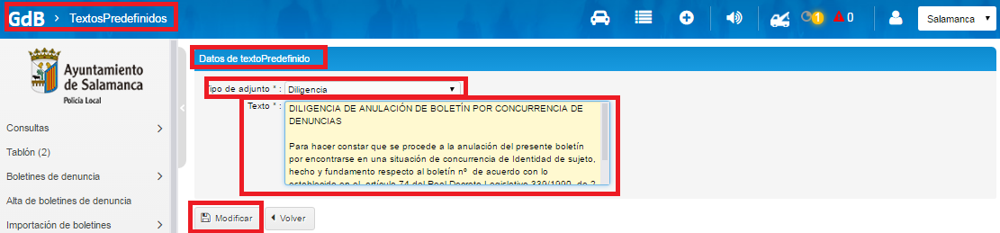 GdB > TextosPredefinidos
1
0
Salamanca
Ayuntamiento
de Salamanca
Policía Local
Consultas
Tablón (2)
Boletines de denuncia
Alta de boletines de denuncia
Importación de boletines
Datos de textoPredefinido
Tipo de adjunto * : Diligencia
Texto * : DILIGENCIA DE ANULACIÓN DE BOLETÍN POR CONCURRENCIA DE
DENUNCIAS
Para hacer constar que se procede a la anulación del presente boletín
por encontrarse en una situación de concurrencia de Identidad de sujeto,
hecho y fundamento respecto al boletín nº de acuerdo con lo
establecido en el artículo 74 del Real Decreto Legislativo 339/1990, de 2
Modificar
Volver